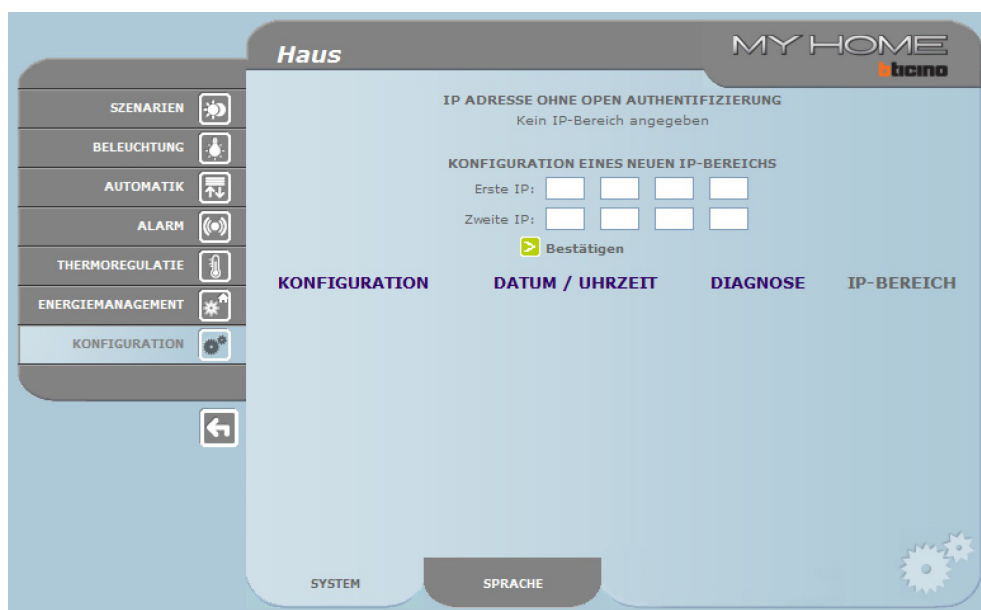 Haus
MY HOME
bticino
SZENARIEN
BELEUCHTUNG
AUTOMATIK
ALARM
THERMOREGULATIE
ENERGIEMANAGEMENT
KONFIGURATION
IP ADRESSE OHNE OPEN AUTHENTIFIZIERUNG
Kein IP-Bereich angegeben
KONFIGURATION EINES NEUEN IP-BEREICHS
Erste IP:
Zweite IP:
Bestätigen
KONFIGURATION DATUM / UHRZEIT DIAGNOSE IP-BEREICH
SYSTEM SPRACHE